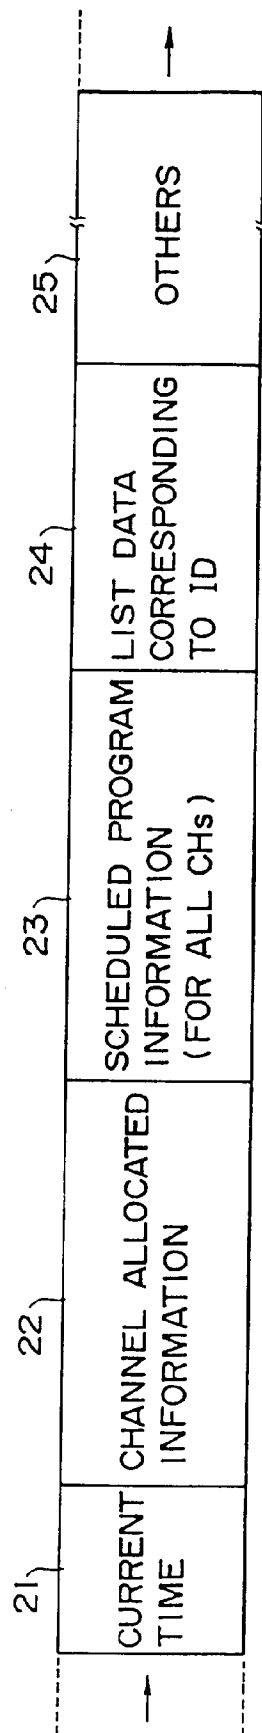 21
22
23
24
25
CURRENT
TIME
CHANNEL ALLOCATED
INFORMATION
SCHEDULED PROGRAM
INFORMATION
(FOR ALL CHs)
LIST DATA
CORRESPONDING
TO ID
OTHERS